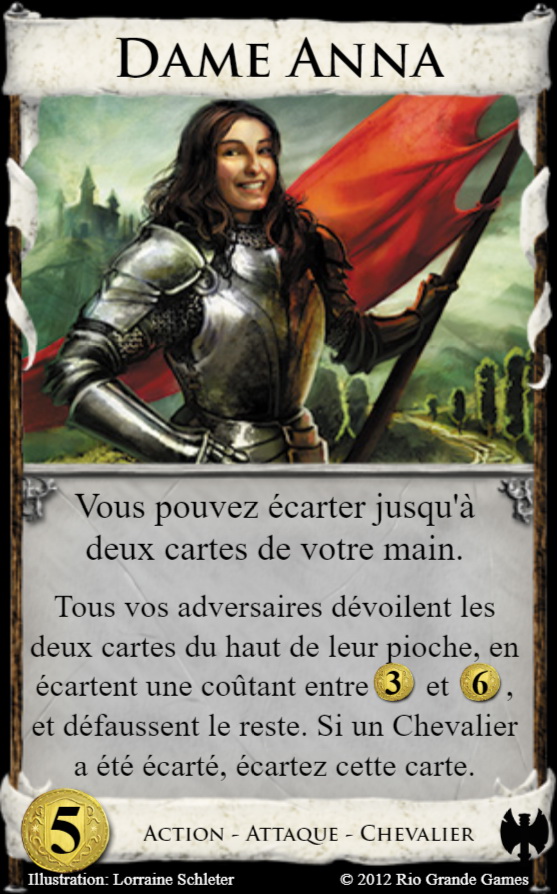 Dame Anna
Vous pouvez écarter jusqu'à
deux cartes de votre main.
Tous vos adversaires dévoilent les
deux cartes du haut de leur pioche, en
écartent une coûtant entre 3 et 6 ,
et défaussent le reste. Si un Chevalier
a été écarté, écartez cette carte.
5
Action - Attaque - Chevalier
Illustration: Lorraine Schleter © 2012 Rio Grande Games